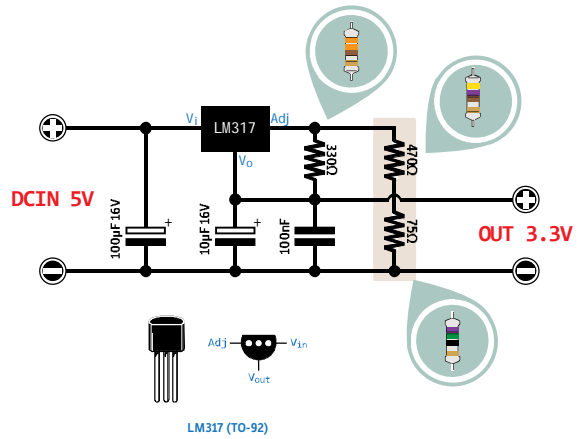 Vi
LM317
Adj
Vo
330Ω
470Ω
75Ω
DCIN 5V
100µF 16V
+
10µF 16V
+
100nF
OUT 3.3V
Adj
Vin
Vout
LM317 (TO-92)